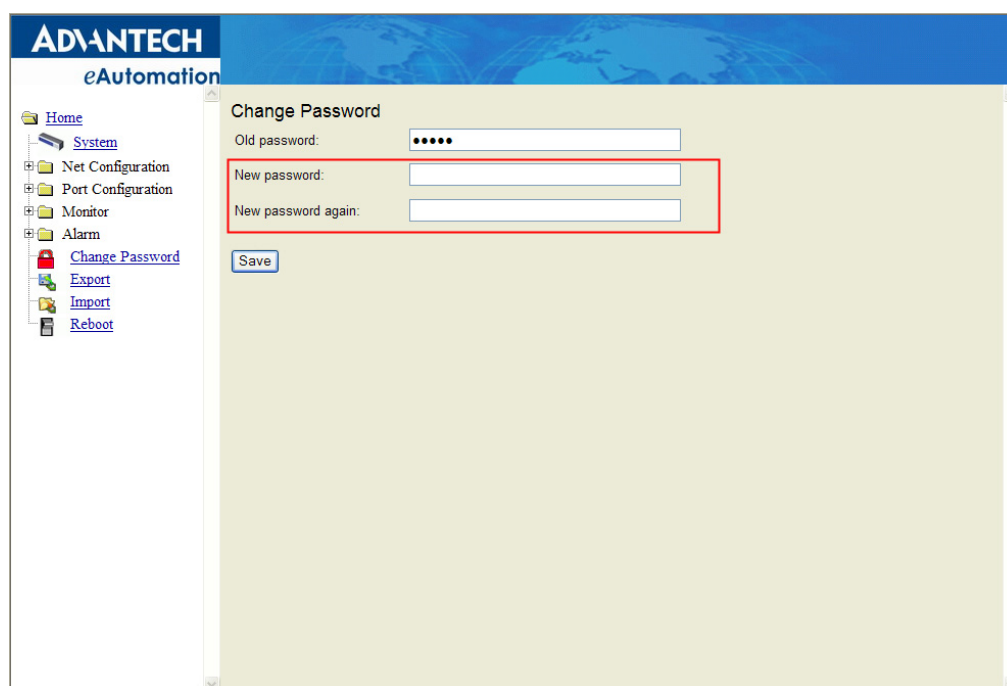 ADVANTECH
eAutomation
Home
System
Net Configuration
Port Configuration
Monitor
Alarm
Change Password
Export
Import
Reboot
Change Password
Old password: •••••
New password:
New password again:
Save